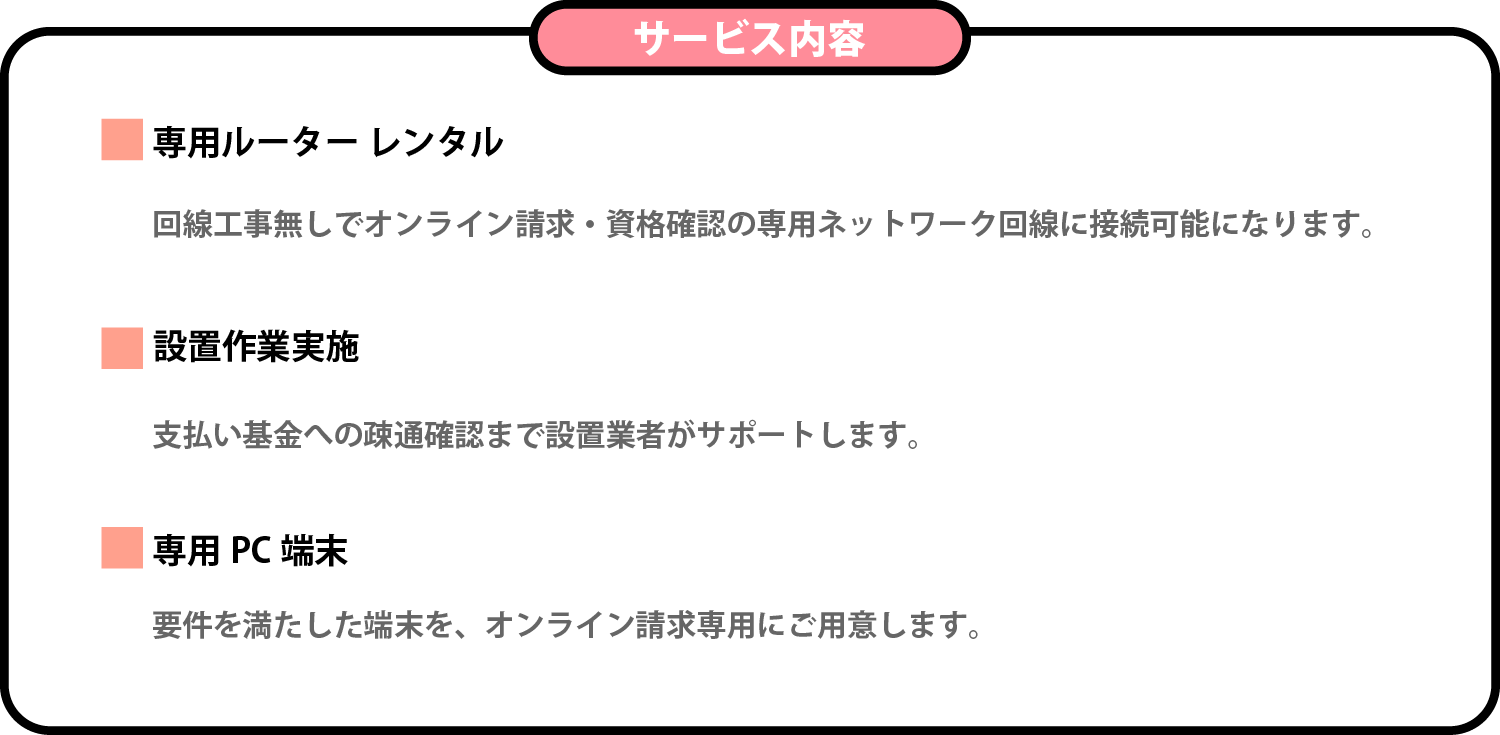 サービス内容
専用ルーター レンタル
回線工事無しでオンライン請求・資格確認の専用ネットワーク回線に接続可能になります。
設置作業実施
支払い基金への疎通確認まで設置業者がサポートします。
専用 PC 端末
要件を満たした端末を、オンライン請求専用にご用意します。